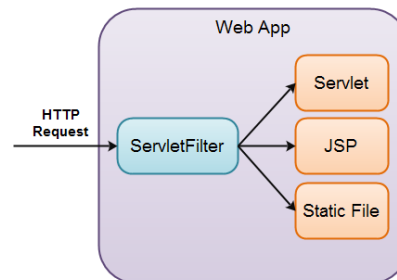 Web App
HTTP
Request
ServletFilter
Servlet
JSP
Static File